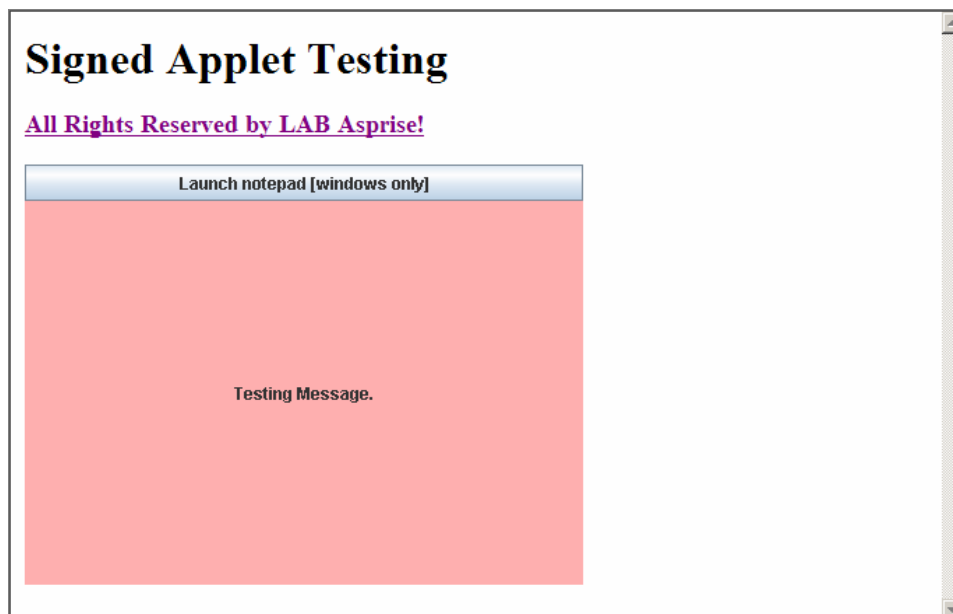 Signed Applet Testing
All Rights Reserved by LAB Asprise!
Launch notepad [windows only]
Testing Message.